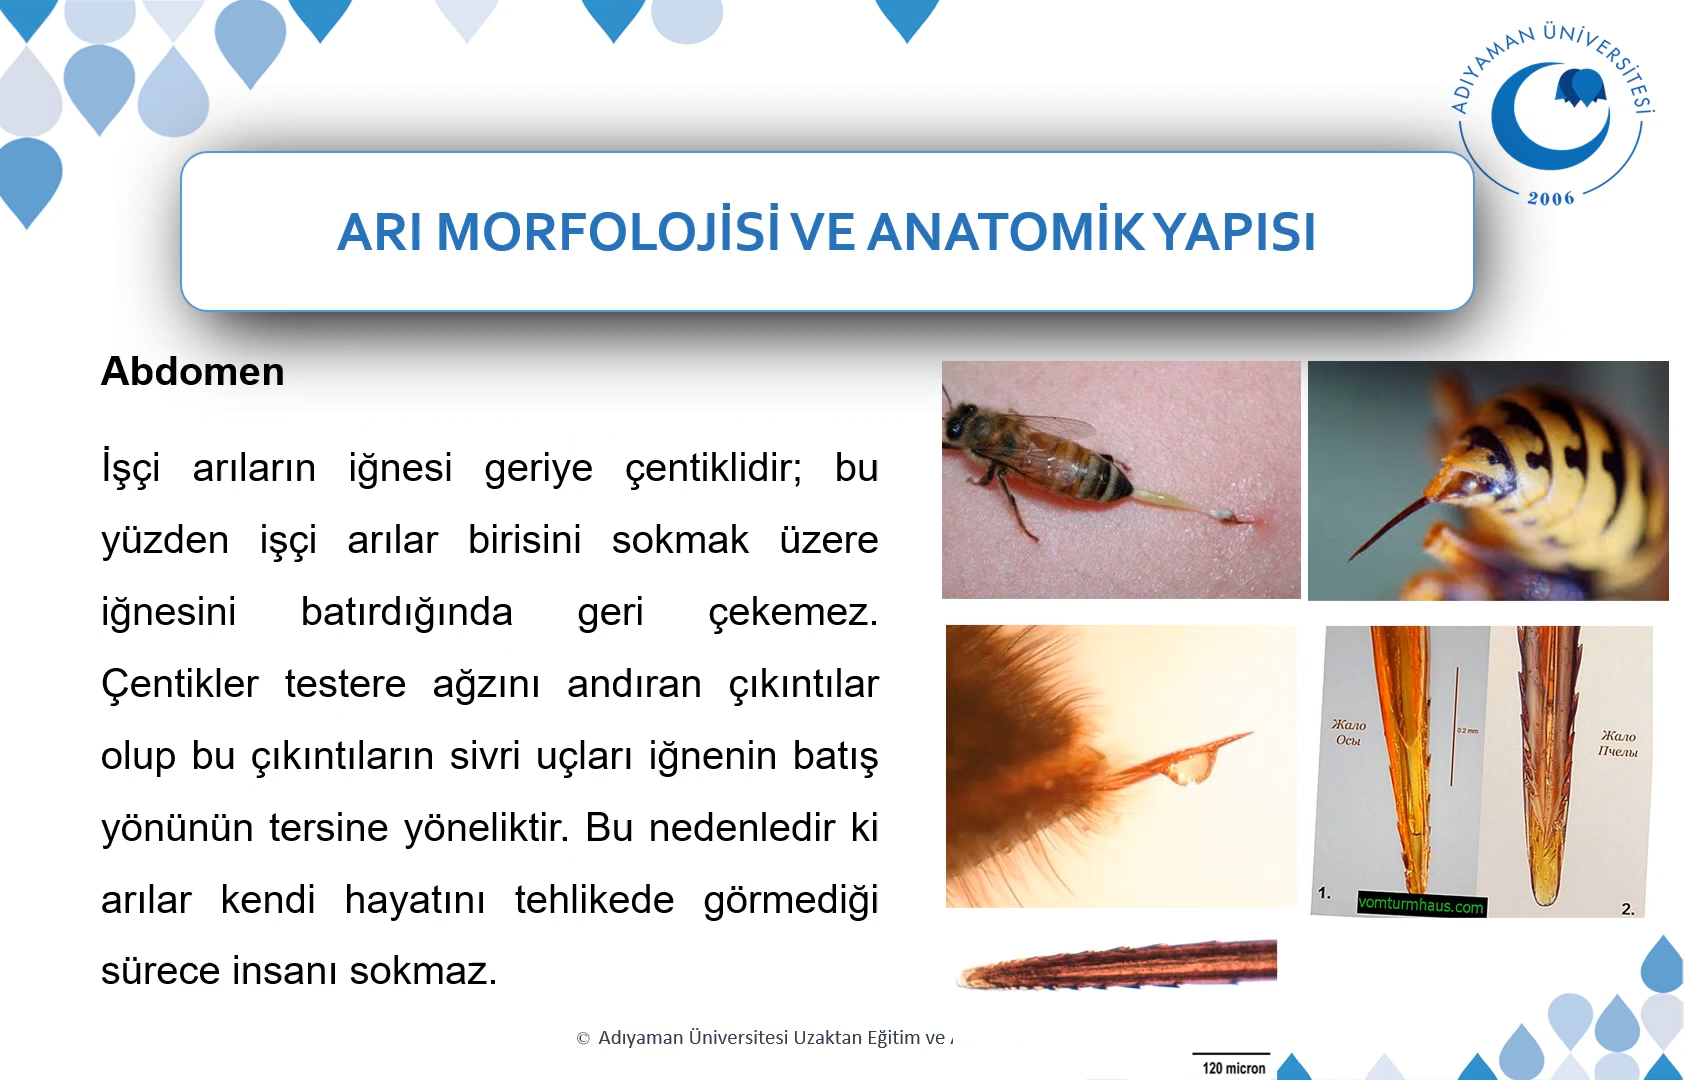 ADIYAMAN ÜNİVERSİTESİ
2006
ARI MORFOLOJİSİ VE ANATOMİK YAPISI
Abdomen
İşçi arıların iğnesi geriye çentiklidir; bu
yüzden işçi arılar birisini sokmak üzere
iğnesini batırdığında geri çekemez.
Çentikler testere ağzını andıran çıkıntılar
olup bu çıkıntıların sivri uçları iğnenin batış
yönünün tersine yöneliktir. Bu nedenledir ki
arılar kendi hayatını tehlikede görmediği
sürece insanı sokmaz.
Жало
Осы
0.2 mm
Жало
Пчелы
1.
vomturmhaus.com
2.
© Adıyaman Üniversitesi Uzaktan Eğitim ve
120 micron